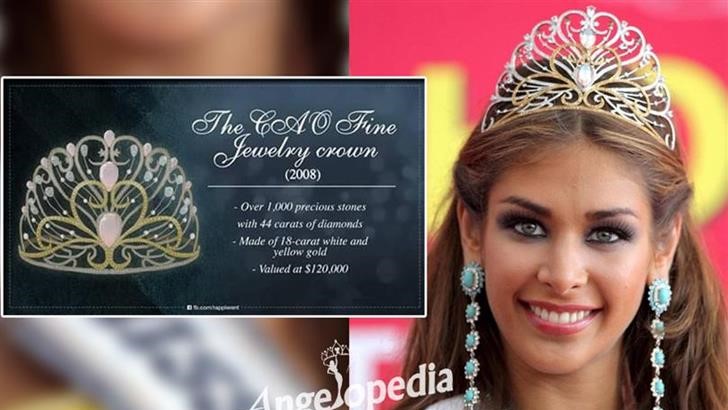 The CAO Fine
Jewelry crown
(2008)
- Over 1,000 precious stones
with 44 carats of diamonds
- Made of 18-carat white and
yellow gold
- Valued at $120,000
fb.com/rappleent
Angelopedia